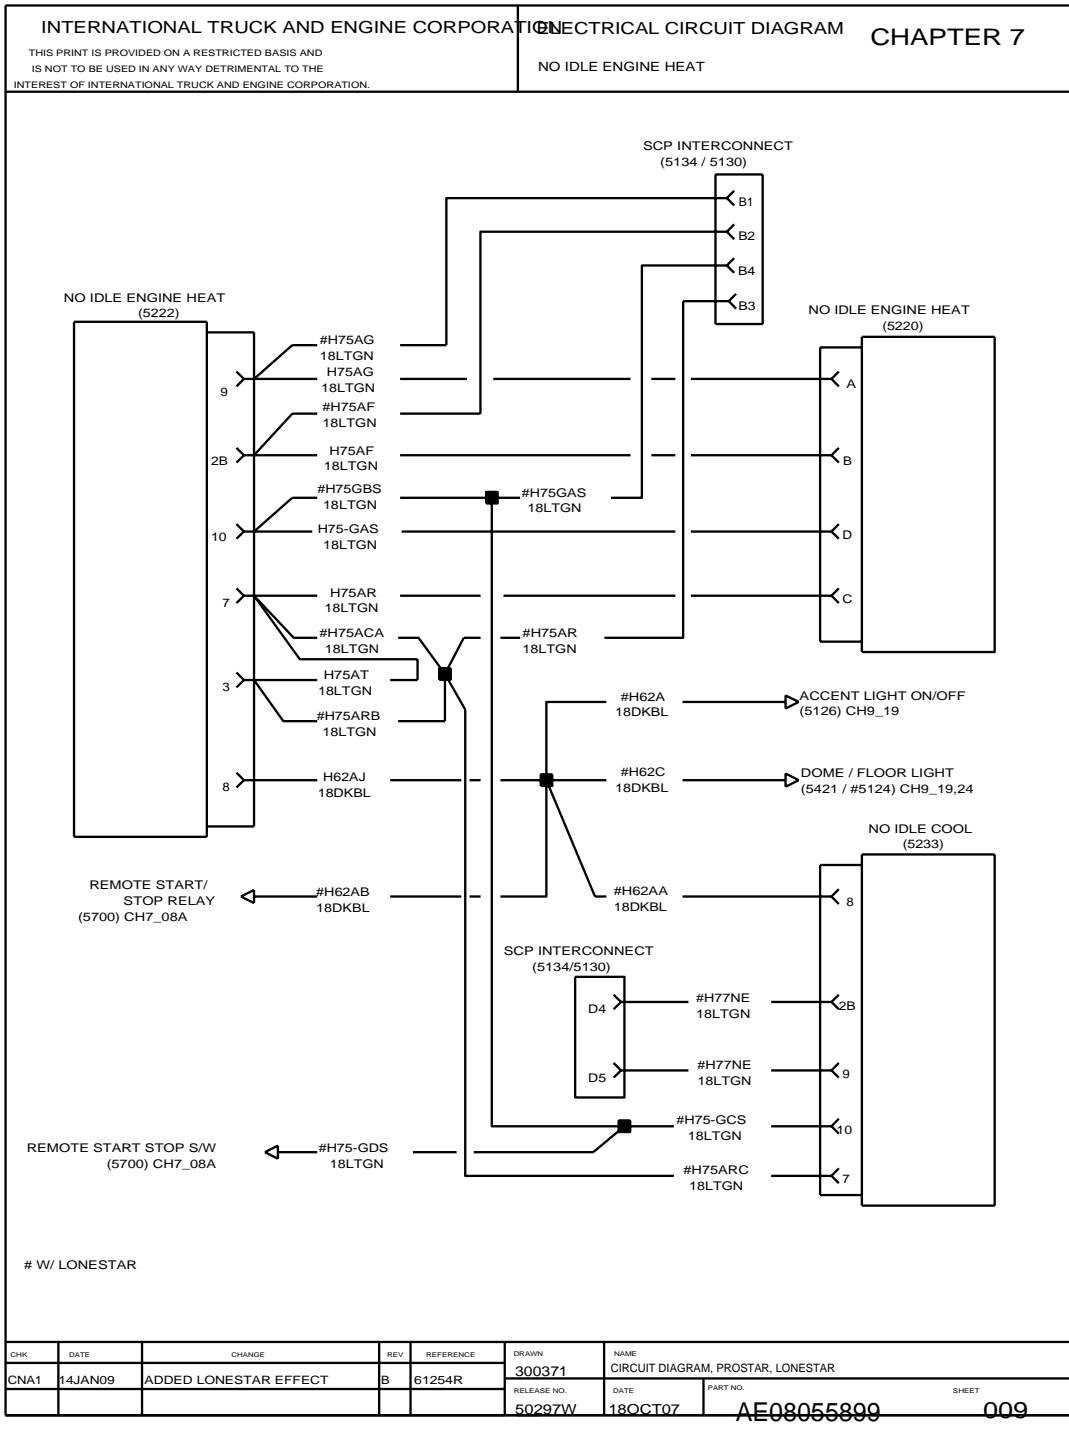 INTERNATIONAL TRUCK AND ENGINE CORPORATION
THIS PRINT IS PROVIDED ON A RESTRICTED BASIS AND
IS NOT TO BE USED IN ANY WAY DETRIMENTAL TO THE
INTEREST OF INTERNATIONAL TRUCK AND ENGINE CORPORATION.
ELECTRICAL CIRCUIT DIAGRAM
NO IDLE ENGINE HEAT
CHAPTER 7
SCP INTERCONNECT
(5134 / 5130)
B1
B2
B4
B3
NO IDLE ENGINE HEAT
(5222)
9
2B
10
7
3
8
NO IDLE ENGINE HEAT
(5220)
A
B
D
C
#H75AG
18LTGN
H75AG
18LTGN
#H75AF
18LTGN
H75AF
18LTGN
#H75GBS
18LTGN
#H75GAS
18LTGN
H75-GAS
18LTGN
H75AR
18LTGN
#H75ACA
18LTGN
#H75AR
18LTGN
H75AT
18LTGN
#H75ARB
18LTGN
H62AJ
18DKBL
#H62A
18DKBL
ACCENT LIGHT ON/OFF
(5126) CH9_19
#H62C
18DKBL
DOME / FLOOR LIGHT
(5421 / #5124) CH9_19,24
NO IDLE COOL
(5233)
8
2B
9
10
7
REMOTE START/
STOP RELAY
(5700) CH7_08A
#H62AB
18DKBL
#H62AA
18DKBL
SCP INTERCONNECT
(5134/5130)
D4
D5
#H77NE
18LTGN
#H77NE
18LTGN
#H75-GCS
18LTGN
REMOTE START STOP S/W
(5700) CH7_08A
#H75-GDS
18LTGN
#H75ARC
18LTGN
# W/ LONESTAR
CHK DATE CHANGE REV REFERENCE
CNA1 14JAN09 ADDED LONESTAR EFFECT B 61254R
DRAWN
300371
NAME
CIRCUIT DIAGRAM, PROSTAR, LONESTAR
RELEASE NO.
50297W
DATE
18OCT07
PART NO.
AE08055899
SHEET
009